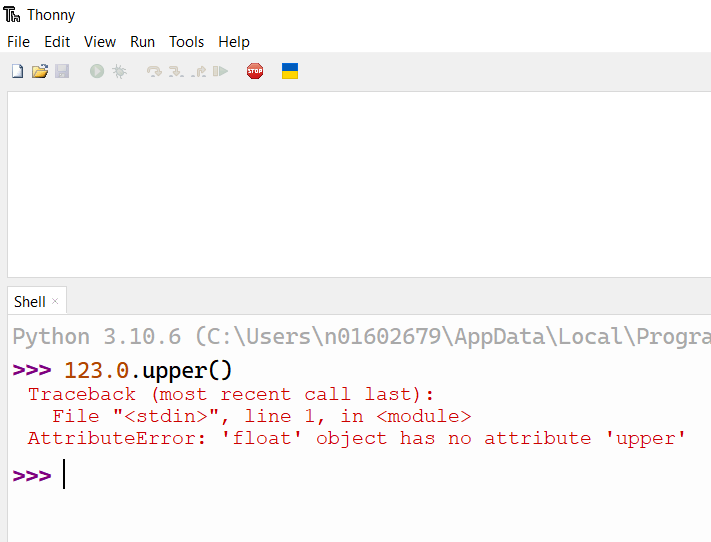 Thonny
File Edit View Run Tools Help
STOP
Shell ×
Python 3.10.6 (C:\Users\n01602679\AppData\Local\Progra
>>> 123.0.upper()
Traceback (most recent call last):
File "<stdin>", line 1, in <module>
AttributeError: 'float' object has no attribute 'upper'
>>>